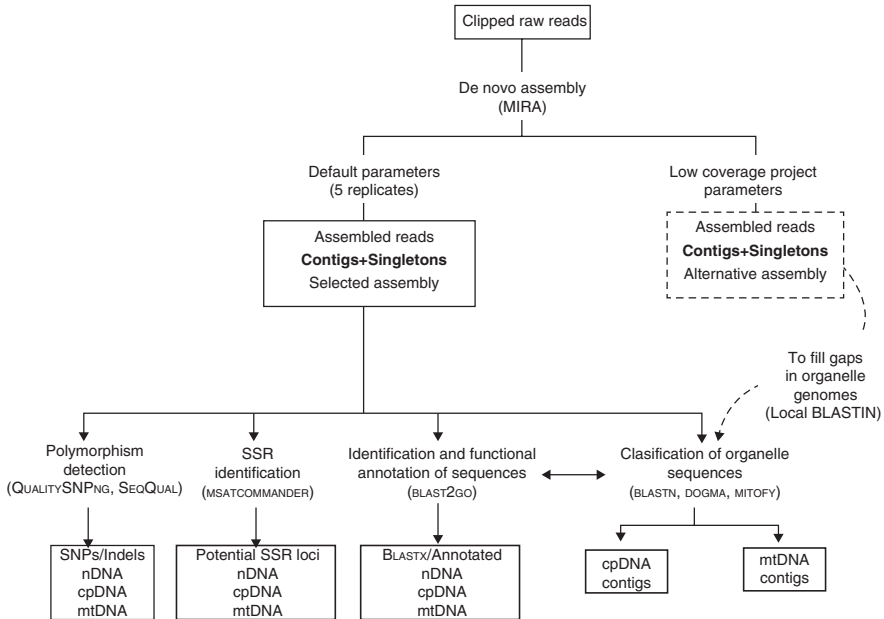 Clipped raw reads
De novo assembly
(MIRA)
Default parameters
(5 replicates)
Low coverage project
parameters
Assembled reads
Contigs+Singletons
Selected assembly
Assembled reads
Contigs+Singletons
Alternative assembly
To fill gaps
in organelle
genomes
(Local BLASTIN)
Polymorphism
detection
(QUALITYSNPNG, SEQQUAL)
SSR
identification
(MSATCOMMANDER)
Identification and functional
annotation of sequences
(BLAST2GO)
Clasification of organelle
sequences
(BLASTN, DOGMA, MITOFY)
SNPs/Indels
nDNA
cpDNA
mtDNA
Potential SSR loci
nDNA
cpDNA
mtDNA
BLASTX/Annotated
nDNA
cpDNA
mtDNA
cpDNA
contigs
mtDNA
contigs